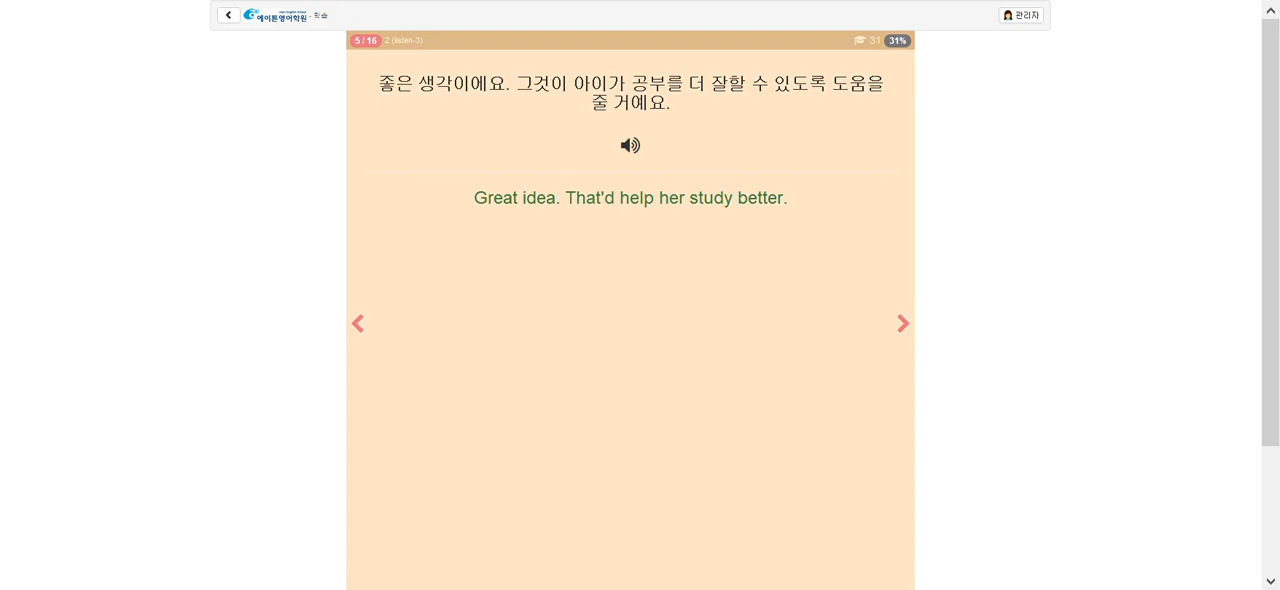 에이튼영어학원 - 학습
관리자
5 / 16 2 (listen-3) 31 31%
좋은 생각이에요. 그것이 아이가 공부를 더 잘할 수 있도록 도움을
줄 거예요.
Great idea. That'd help her study better.